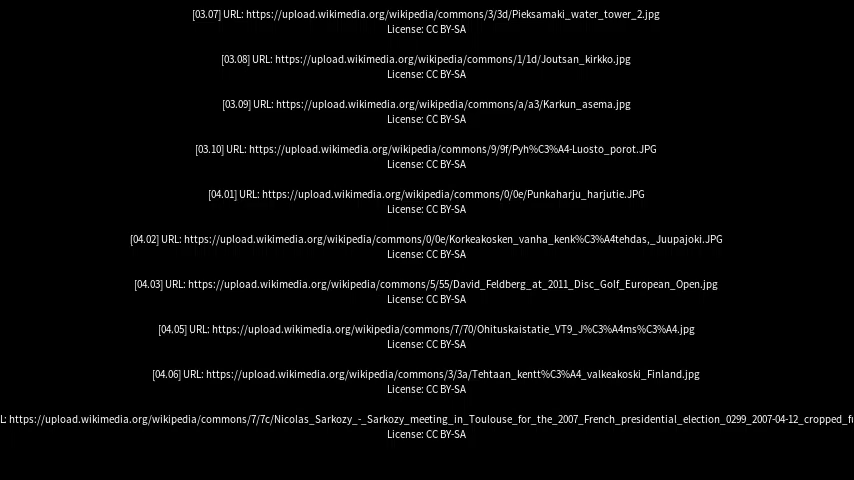 [03.07] URL: https://upload.wikimedia.org/wikipedia/commons/3/3d/Pieksamaki_water_tower_2.jpg
License: CC BY-SA
[03.08] URL: https://upload.wikimedia.org/wikipedia/commons/1/1d/Joutsan_kirkko.jpg
License: CC BY-SA
[03.09] URL: https://upload.wikimedia.org/wikipedia/commons/a/a3/Karkun_asema.jpg
License: CC BY-SA
[03.10] URL: https://upload.wikimedia.org/wikipedia/commons/9/9f/Pyh%C3%A4-Luosto_porot.JPG
License: CC BY-SA
[04.01] URL: https://upload.wikimedia.org/wikipedia/commons/0/0e/Punkaharju_harjutie.JPG
License: CC BY-SA
[04.02] URL: https://upload.wikimedia.org/wikipedia/commons/0/0e/Korkeakosken_vanha_kenk%C3%A4tehdas,_Juupajoki.JPG
License: CC BY-SA
[04.03] URL: https://upload.wikimedia.org/wikipedia/commons/5/55/David_Feldberg_at_2011_Disc_Golf_European_Open.jpg
License: CC BY-SA
[04.05] URL: https://upload.wikimedia.org/wikipedia/commons/7/70/Ohituskaistatie_VT9_J%C3%A4ms%C3%A4.jpg
License: CC BY-SA
[04.06] URL: https://upload.wikimedia.org/wikipedia/commons/3/3a/Tehtaan_kentt%C3%A4_valkeakoski_Finland.jpg
License: CC BY-SA
L: https://upload.wikimedia.org/wikipedia/commons/7/7c/Nicolas_Sarkozy_-_Sarkozy_meeting_in_Toulouse_for_the_2007_French_presidential_election_0299_2007-04-12_cropped_f
License: CC BY-SA